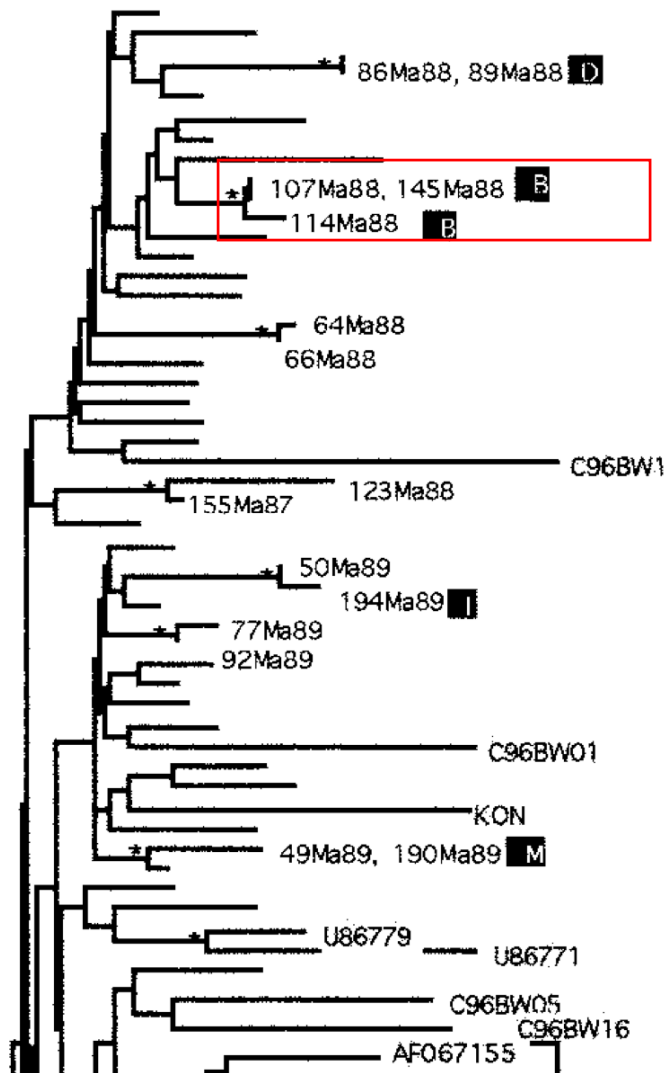 86Ma88, 89Ma88 D
107Ma88, 145Ma88 B
114Ma88 B
64Ma88
66Ma88
C96BW1
123Ma88
155Ma87
50Ma89
194Ma89 I
77Ma89
92Ma89
C96BW01
KON
49Ma89, 190Ma89 M
U86779
U86771
C96BW05
C96BW16
AF067155